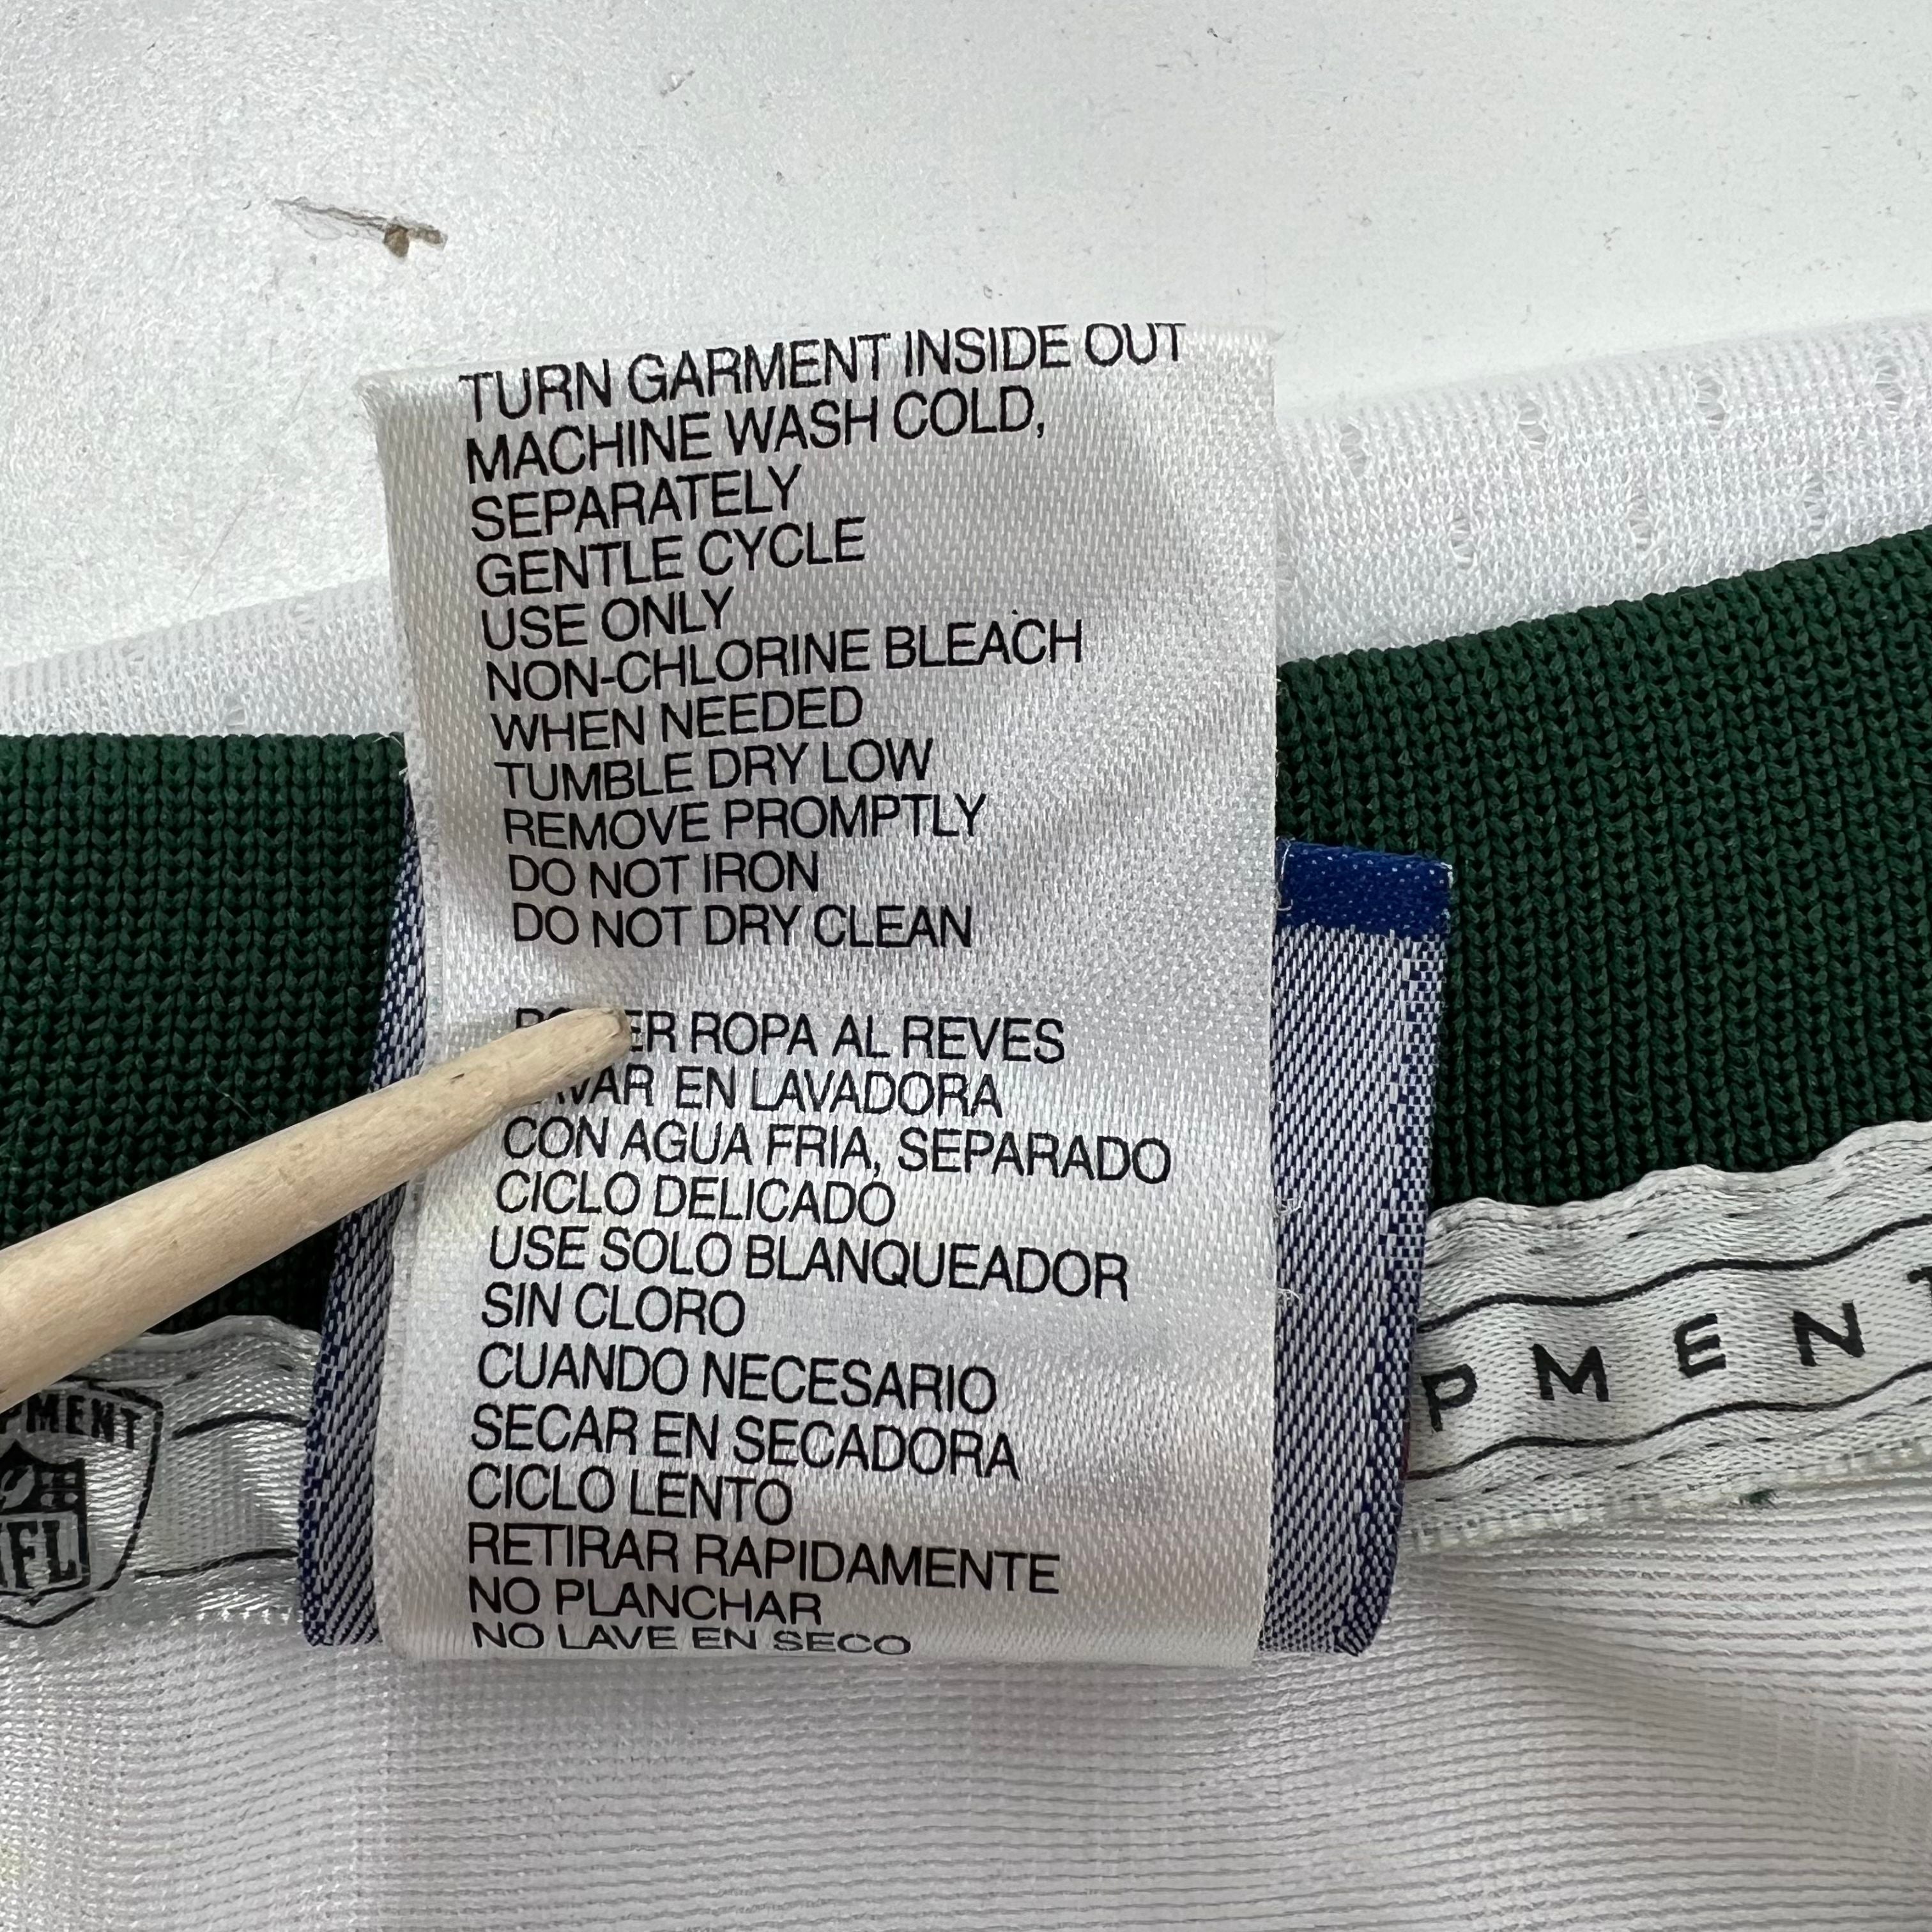 TURN GARMENT INSIDE OUT
MACHINE WASH COLD,
SEPARATELY
GENTLE CYCLE
USE ONLY
NON-CHLORINE BLEACH
WHEN NEEDED
TUMBLE DRY LOW
REMOVE PROMPTLY
DO NOT IRON
DO NOT DRY CLEAN
ROPA AL REVES
EN LAVADORA
CON AGUA FRIA, SEPARADO
CICLO DELICADO
USE SOLO BLANQUEADOR
SIN CLORO
CUANDO NECESARIO
SECAR EN SECADORA
CICLO LENTO
RETIRAR RAPIDAMENTE
NO PLANCHAR
NO LAVE EN SECO
PMENT
NFL
PMENT